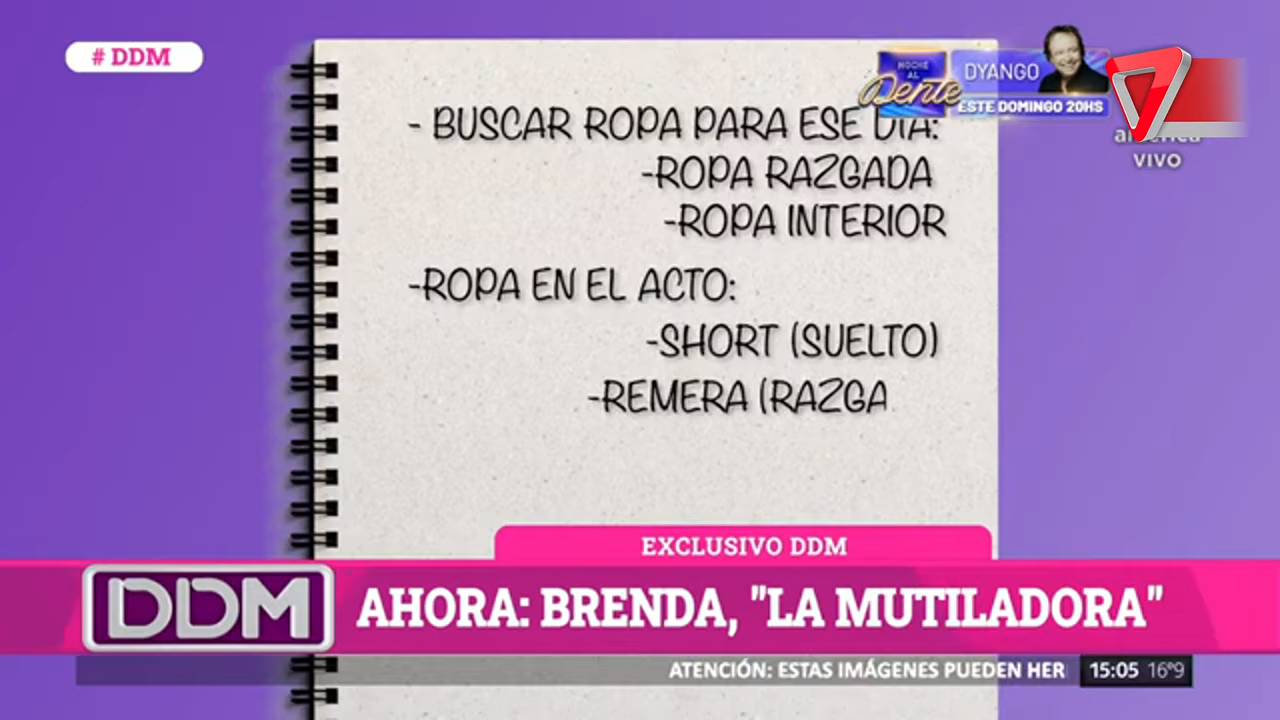 # DDM
NOCHE
AL
Dente
DYANGO
ESTE DOMINGO 20HS
américa
VIVO
- BUSCAR ROPA PARA ESE DIA:
-ROPA RAZGADA
-ROPA INTERIOR
-ROPA EN EL ACTO:
-SHORT (SUELTO)
-REMERA (RAZGA
EXCLUSIVO DDM
DDM
AHORA: BRENDA, "LA MUTILADORA"
ATENCIÓN: ESTAS IMÁGENES PUEDEN HER
15:05 16º9